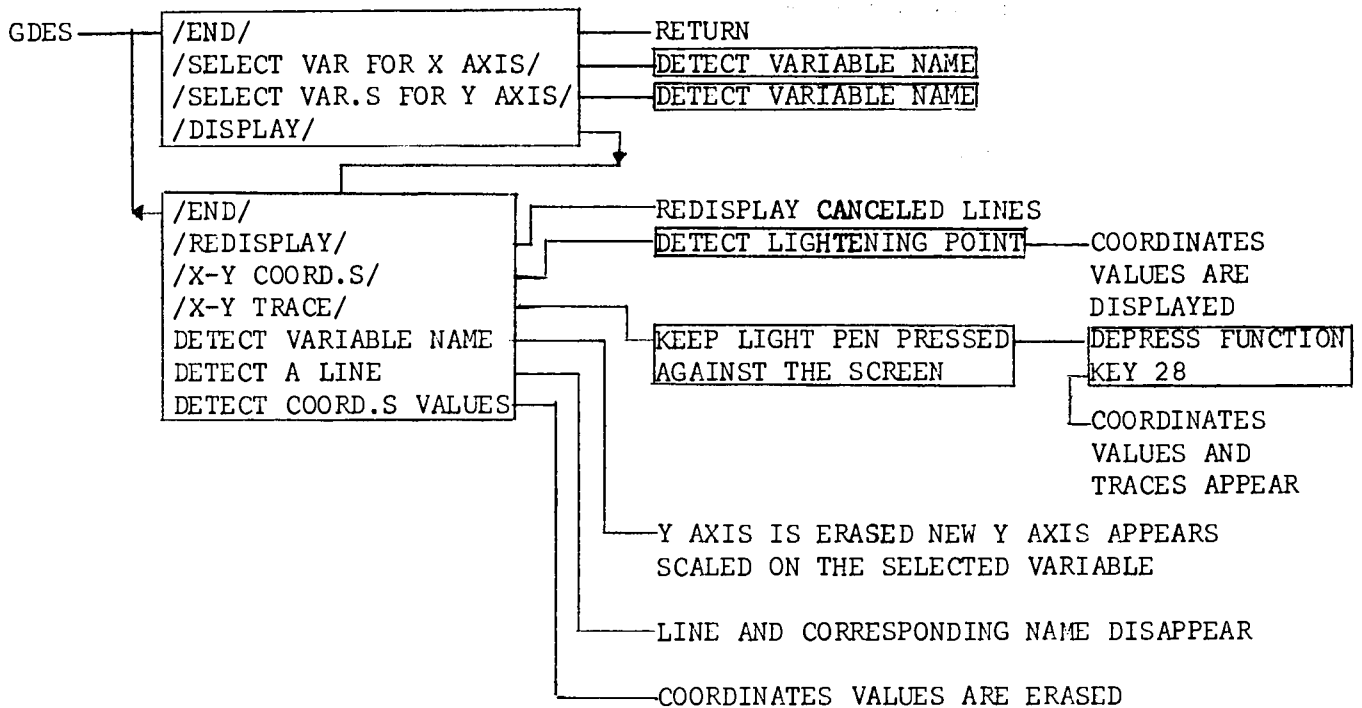 GDES
/END/
/SELECT VAR FOR X AXIS/
/SELECT VAR.S FOR Y AXIS/
/DISPLAY/
RETURN
DETECT VARIABLE NAME
DETECT VARIABLE NAME
/END/
/REDISPLAY/
/X-Y COORD.S/
/X-Y TRACE/
DETECT VARIABLE NAME
DETECT A LINE
DETECT COORD.S VALUES
REDISPLAY CANCELED LINES
DETECT LIGHTENING POINT
COORDINATES
VALUES ARE
DISPLAYED
KEEP LIGHT PEN PRESSED
AGAINST THE SCREEN
DEPRESS FUNCTION
KEY 28
COORDINATES
VALUES AND
TRACES APPEAR
Y AXIS IS ERASED NEW Y AXIS APPEARS
SCALED ON THE SELECTED VARIABLE
LINE AND CORRESPONDING NAME DISAPPEAR
COORDINATES VALUES ARE ERASED